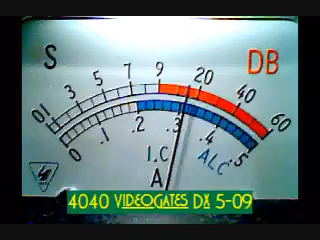 S DB
01 3 5 7 9 20 40 60
0 .1 .2 .3 .4 .5
I.C ALC
A
4040 VIDEOGATES DX 5-09